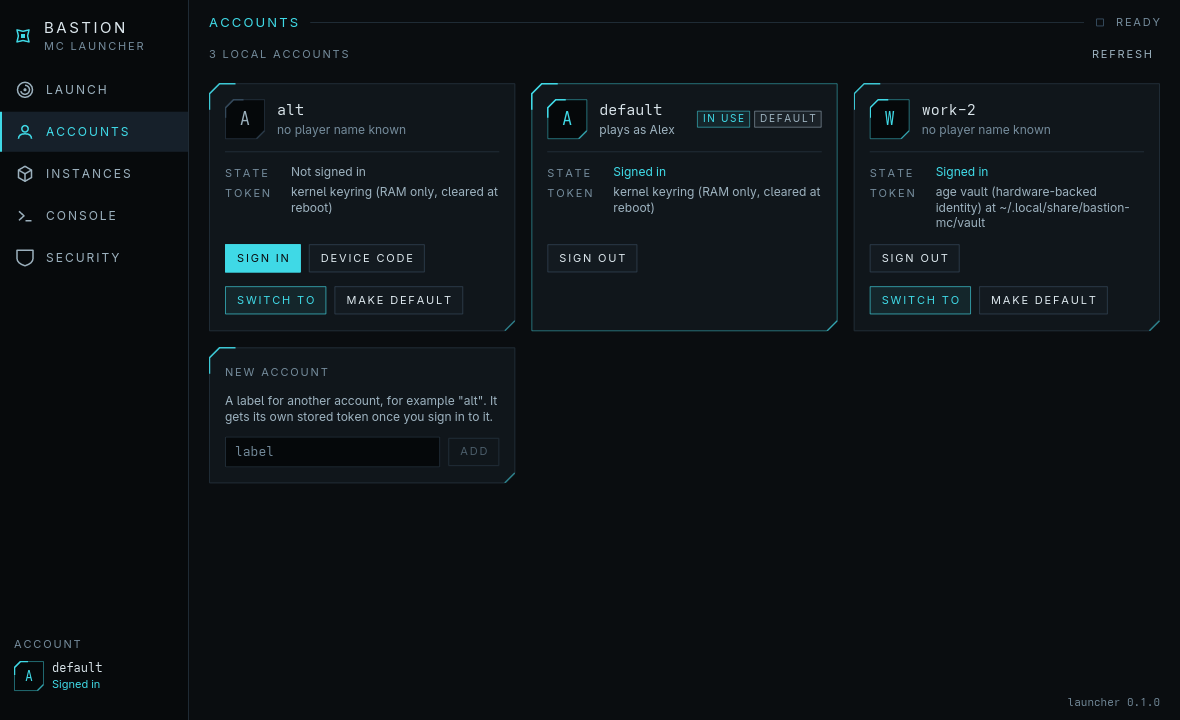 BASTION
MC LAUNCHER
LAUNCH
ACCOUNTS
INSTANCES
CONSOLE
SECURITY
ACCOUNT
A
default
Signed in
ACCOUNTS
READY
3 LOCAL ACCOUNTS
REFRESH
A
alt
no player name known
STATE
Not signed in
TOKEN
kernel keyring (RAM only, cleared at
reboot)
SIGN IN
DEVICE CODE
SWITCH TO
MAKE DEFAULT
A
default
plays as Alex
IN USE
DEFAULT
STATE
Signed in
TOKEN
kernel keyring (RAM only, cleared at
reboot)
SIGN OUT
W
work-2
no player name known
STATE
Signed in
TOKEN
age vault (hardware-backed
identity) at ~/.local/share/bastion-
mc/vault
SIGN OUT
SWITCH TO
MAKE DEFAULT
NEW ACCOUNT
A label for another account, for example "alt". It
gets its own stored token once you sign in to it.
label
ADD
launcher 0.1.0